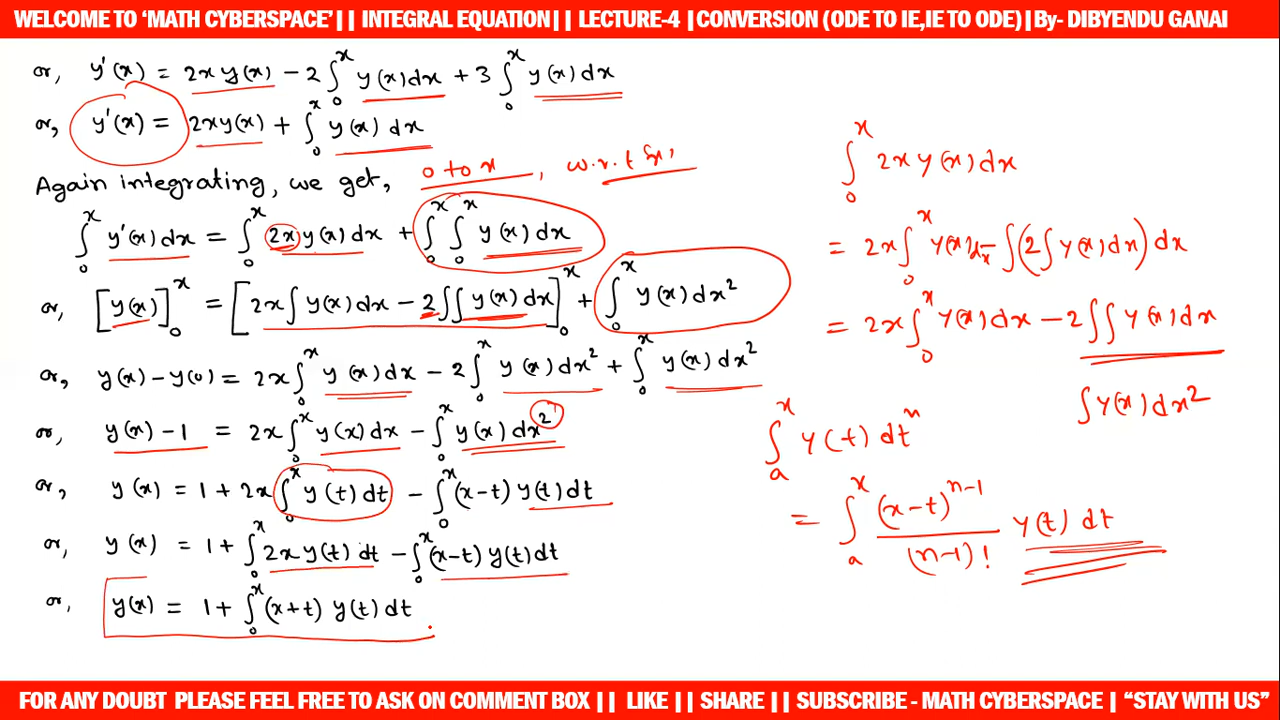 WELCOME TO ‘MATH CYBERSPACE’|| INTEGRAL EQUATION|| LECTURE-4 |CONVERSION (ODE TO IE,IE TO ODE)|By- DIBYENDU GANAI
or, y'(x) = 2x y(x) − 2 ∫₀ˣ y(x)dx + 3 ∫₀ˣ y(x)dx
or, y'(x) = 2xy(x) + ∫₀ˣ y(x) dx
Again integrating, we get, 0 to x, w.r.t 'x',
∫₀ˣ y'(x)dx = ∫₀ˣ 2x y(x)dx + ∫₀ˣ ∫₀ˣ y(x)dx
or, [y(x)]₀ˣ = [2x ∫ y(x)dx − 2 ∫∫ y(x)dx]₀ˣ + ∫₀ˣ y(x)dx²
or, y(x) − y(0) = 2x ∫₀ˣ y(x)dx − 2 ∫₀ˣ y(x)dx² + ∫₀ˣ y(x)dx²
or, y(x) − 1 = 2x ∫₀ˣ y(x)dx − ∫₀ˣ y(x)dx²
or, y(x) = 1 + 2x ∫₀ˣ y(t)dt − ∫₀ˣ (x−t) y(t)dt
or, y(x) = 1 + ∫₀ˣ 2x y(t)dt − ∫₀ˣ (x−t) y(t)dt
or, y(x) = 1 + ∫₀ˣ (x+t) y(t)dt
∫₀ˣ 2x y(x)dx
= 2x ∫₀ˣ y(x)dx − ∫(2∫ y(x)dx)dx
= 2x ∫₀ˣ y(x)dx − 2 ∫∫ y(x)dx
∫ y(x)dx²
∫ₐˣ y(t) dtⁿ
= ∫ₐˣ (x−t)ⁿ⁻¹/(n−1)! y(t) dt
FOR ANY DOUBT PLEASE FEEL FREE TO ASK ON COMMENT BOX || LIKE || SHARE || SUBSCRIBE - MATH CYBERSPACE | “STAY WITH US”